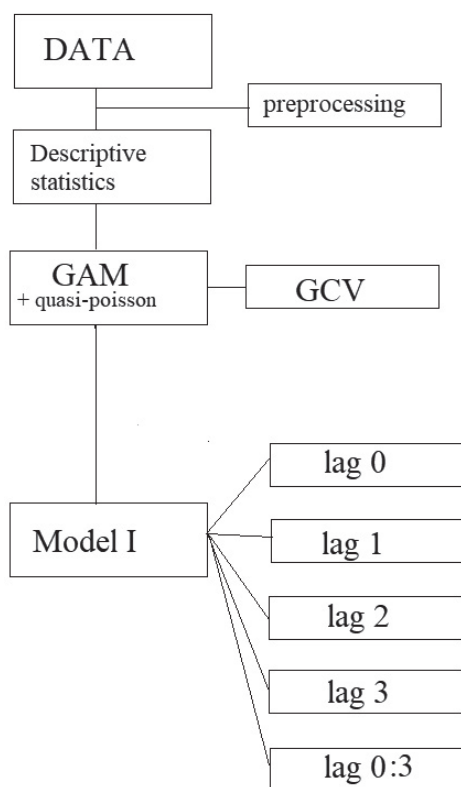 DATA
preprocessing
Descriptive
statistics
GAM
+ quasi-poisson
GCV
Model I
lag 0
lag 1
lag 2
lag 3
lag 0:3